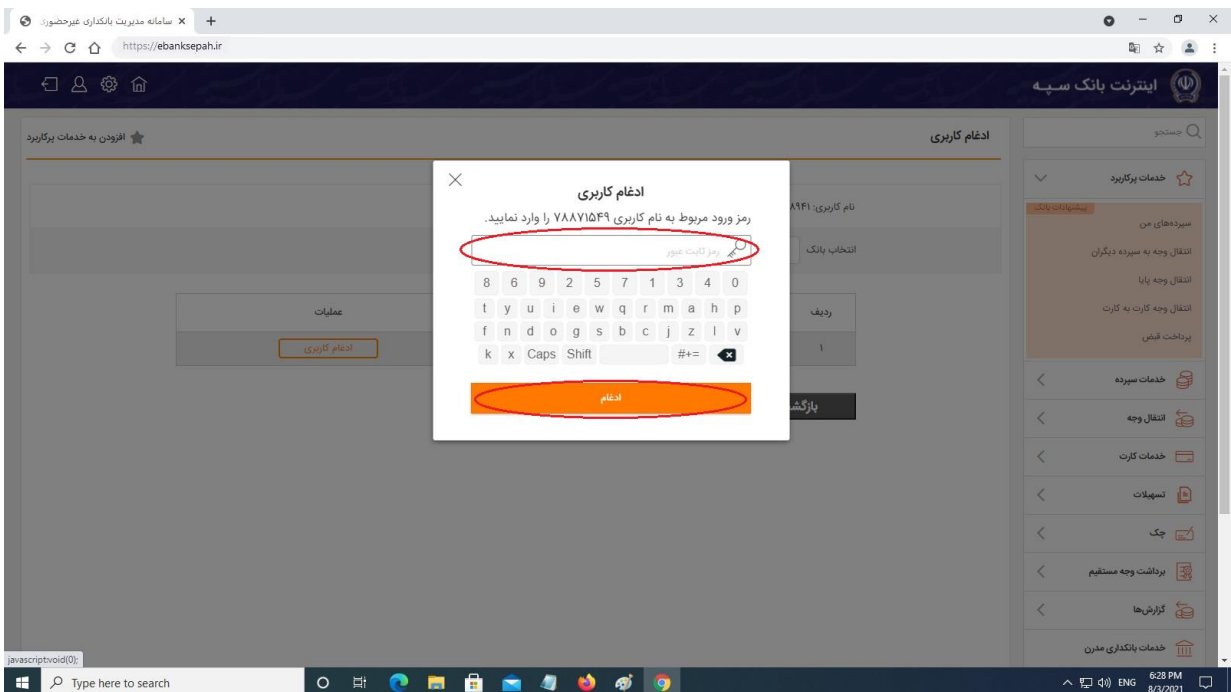 سامانه مدیریت بانکداری غیرحضوری
https://ebanksepah.ir
اینترنت بانک سپه
جستجو
خدمات پرکاربرد
پیشنهادات بانک
سپرده‌های من
انتقال وجه به سپرده دیگران
انتقال وجه پایا
انتقال وجه کارت به کارت
پرداخت قبض
خدمات سپرده
انتقال وجه
خدمات کارت
تسهیلات
چک
برداشت وجه مستقیم
گزارش‌ها
خدمات بانکداری مدرن
ادغام کاربری
افزودن به خدمات پرکاربرد
نام کاربری: ۸۹۴۱
انتخاب بانک
ردیف
عملیات
۱
ادغام کاربری
بازگش
ادغام کاربری
رمز ورود مربوط به نام کاربری ۷۸۸۷۱۵۴۹ را وارد نمایید.
رمز ثابت عبور
8 6 9 2 5 7 1 3 4 0
t y u i e w q r m a h p
f n d o g s b c j z l v
k x Caps Shift #+=
ادغام
javascript:void(0);
Type here to search
ENG
6:28 PM
8/3/2021